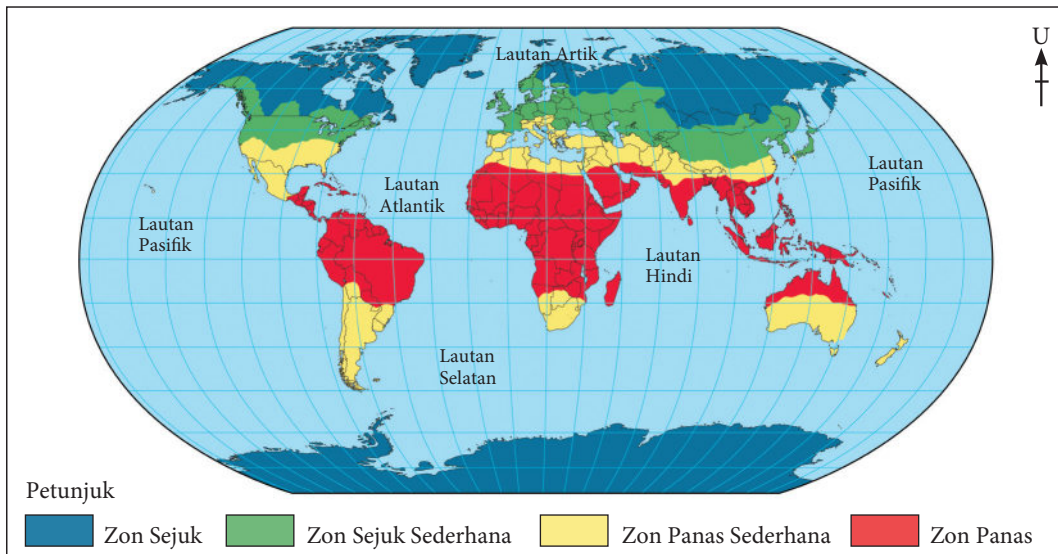 Lautan Artik
U
Lautan
Atlantik
Lautan
Pasifik
Lautan
Pasifik
Lautan
Hindi
Lautan
Selatan
Petunjuk
Zon Sejuk
Zon Sejuk Sederhana
Zon Panas Sederhana
Zon Panas